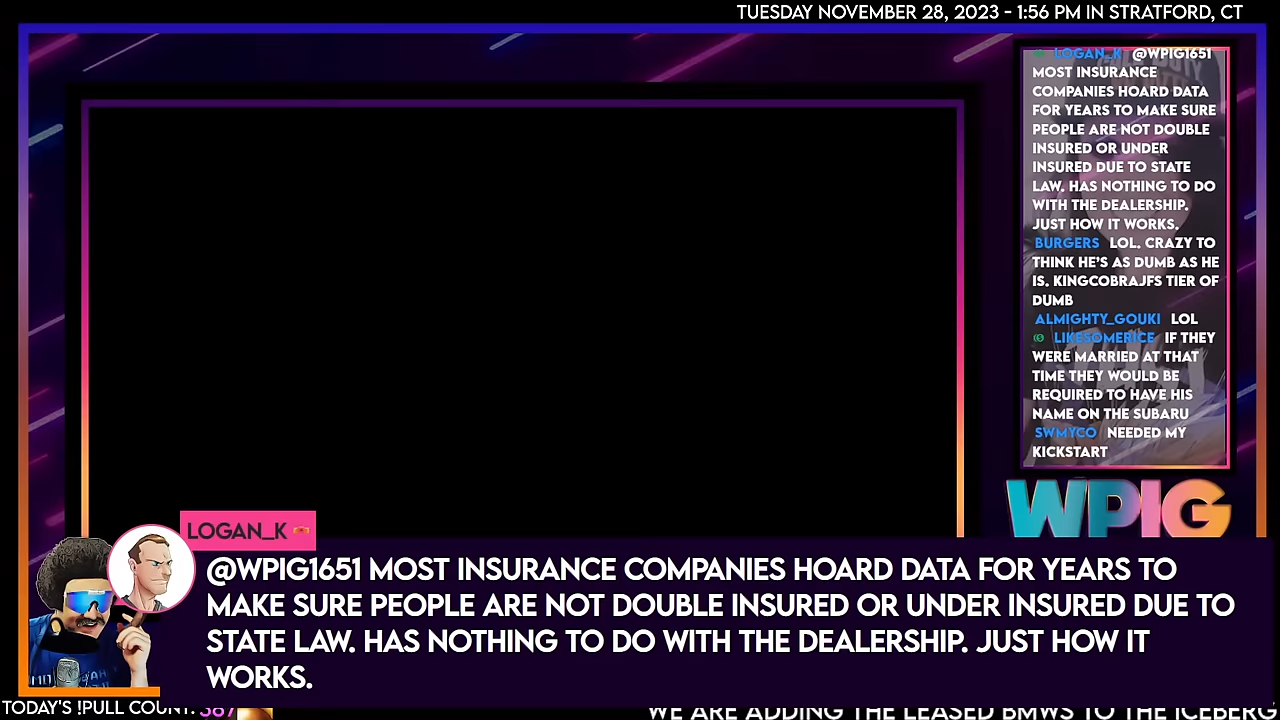 TUESDAY NOVEMBER 28, 2023 - 1:56 PM IN STRATFORD, CT
LOGAN_K @WPIG1651
MOST INSURANCE
COMPANIES HOARD DATA
FOR YEARS TO MAKE SURE
PEOPLE ARE NOT DOUBLE
INSURED OR UNDER
INSURED DUE TO STATE
LAW. HAS NOTHING TO DO
WITH THE DEALERSHIP.
JUST HOW IT WORKS.
BURGERS LOL. CRAZY TO
THINK HE'S AS DUMB AS HE
IS. KINGCOBRAJFS TIER OF
DUMB
ALMIGHTY_GOUKI LOL
LIKESOMERICE IF THEY
WERE MARRIED AT THAT
TIME THEY WOULD BE
REQUIRED TO HAVE HIS
NAME ON THE SUBARU
SWMYCO NEEDED MY
KICKSTART
WPIG
LOGAN_K
@WPIG1651 MOST INSURANCE COMPANIES HOARD DATA FOR YEARS TO
MAKE SURE PEOPLE ARE NOT DOUBLE INSURED OR UNDER INSURED DUE TO
STATE LAW. HAS NOTHING TO DO WITH THE DEALERSHIP. JUST HOW IT
WORKS.
TODAY'S !PULL COUNT: 367
WE ARE ADDING THE LEASED BMWS TO THE ICEBERG